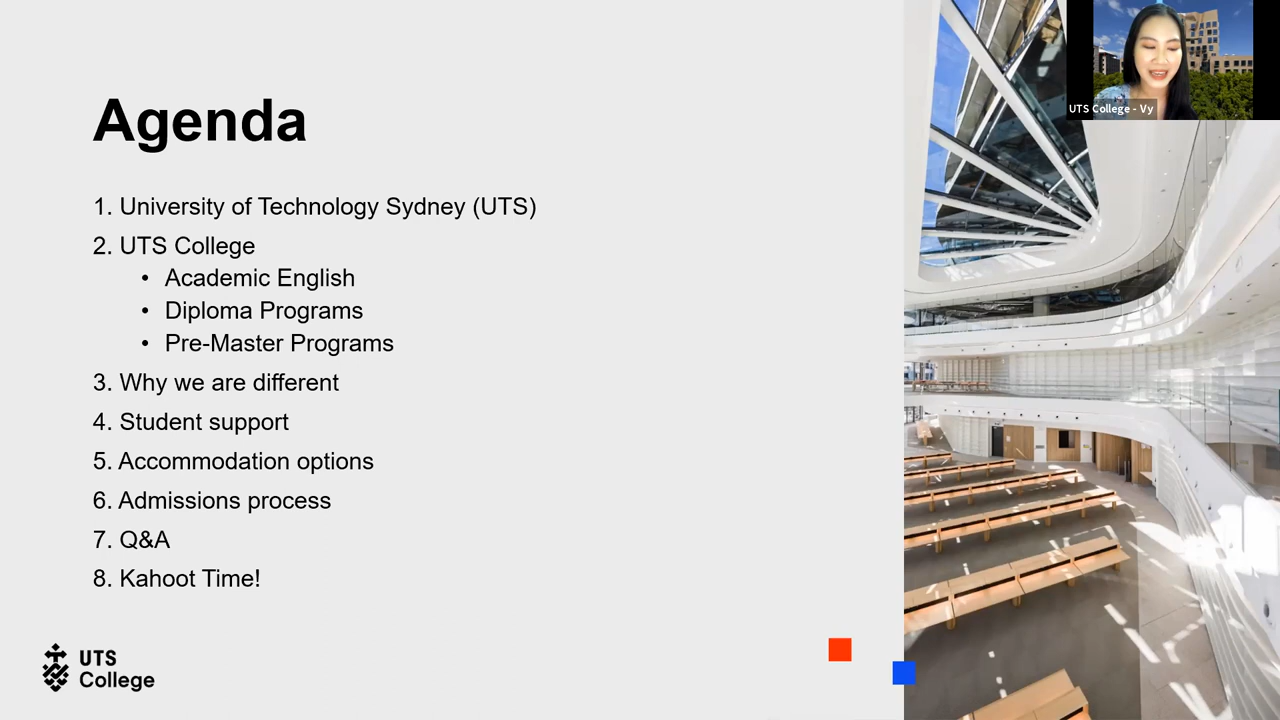 Agenda
1. University of Technology Sydney (UTS)
2. UTS College
• Academic English
• Diploma Programs
• Pre-Master Programs
3. Why we are different
4. Student support
5. Accommodation options
6. Admissions process
7. Q&A
8. Kahoot Time!
UTS
College
UTS College - Vy